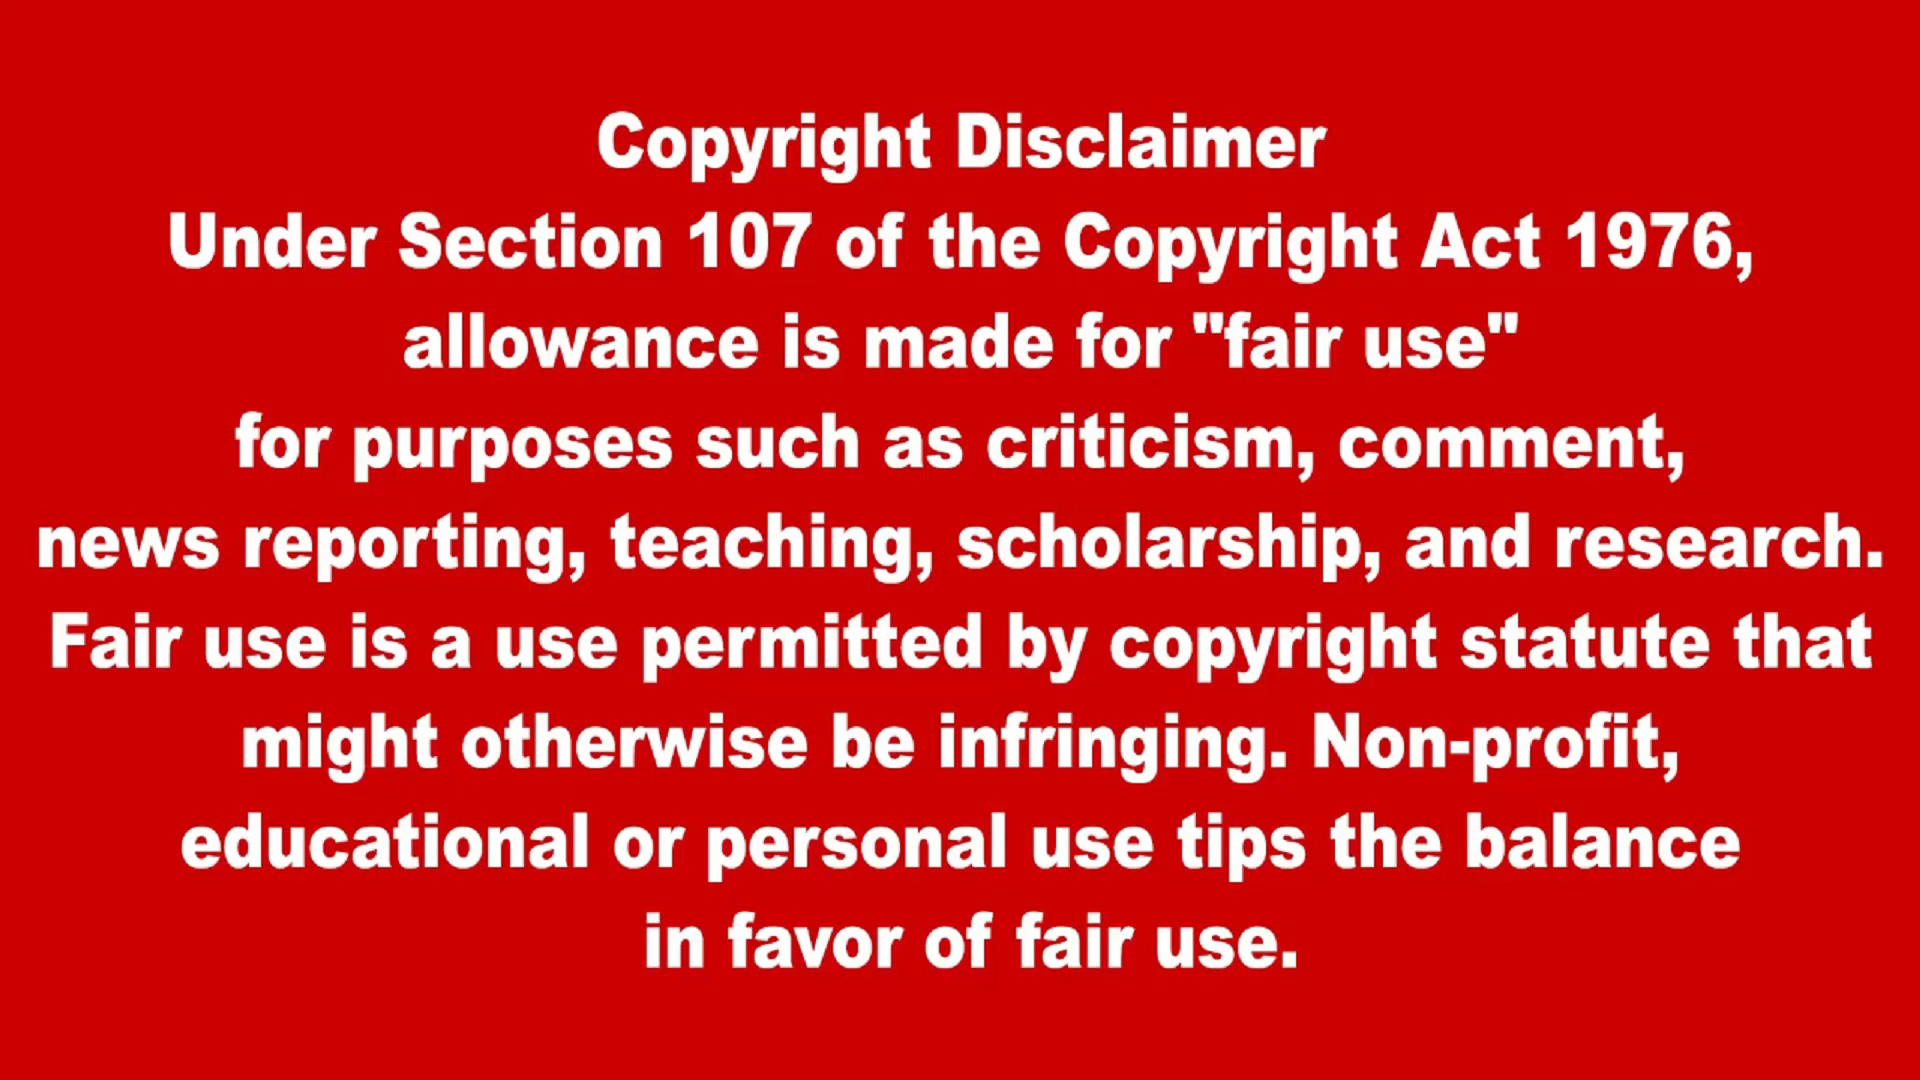 Copyright Disclaimer
Under Section 107 of the Copyright Act 1976,
allowance is made for "fair use"
for purposes such as criticism, comment,
news reporting, teaching, scholarship, and research.
Fair use is a use permitted by copyright statute that
might otherwise be infringing. Non-profit,
educational or personal use tips the balance
in favor of fair use.